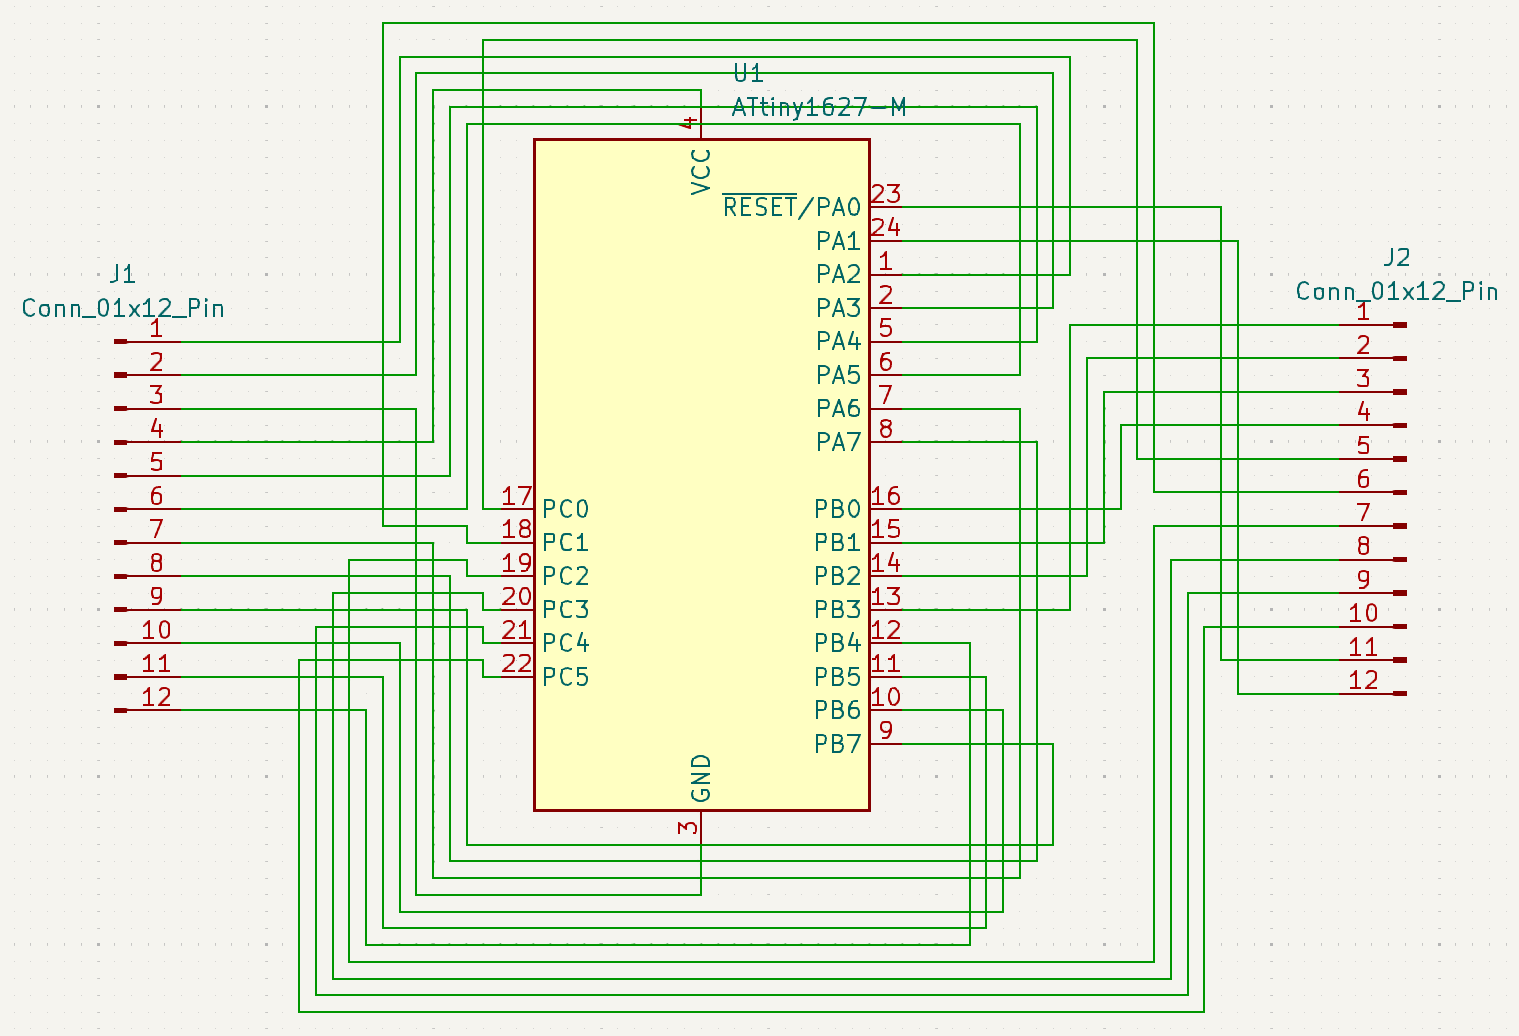 U1
ATtiny1627-M
4
VCC
23
RESET/PA0
24
PA1
1
PA2
2
PA3
5
PA4
6
PA5
7
PA6
8
PA7
J1
Conn_01x12_Pin
1
2
3
4
5
6
7
8
9
10
11
12
17
PC0
18
PC1
19
PC2
20
PC3
21
PC4
22
PC5
16
PB0
15
PB1
14
PB2
13
PB3
12
PB4
11
PB5
10
PB6
9
PB7
GND
3
J2
Conn_01x12_Pin
1
2
3
4
5
6
7
8
9
10
11
12